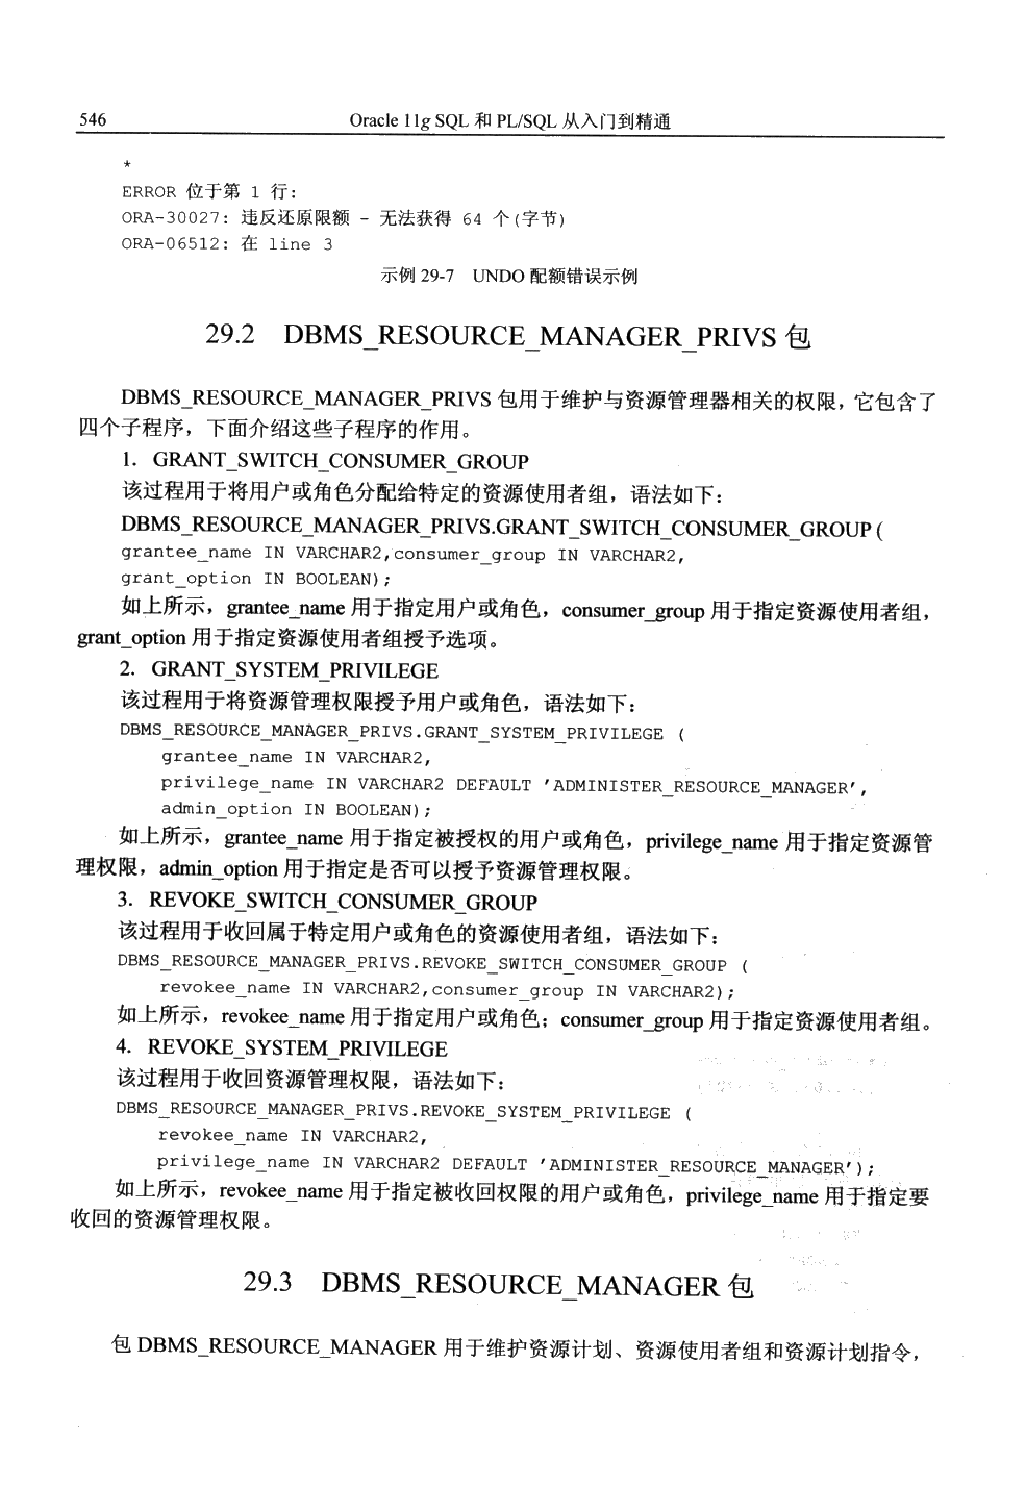 546 Oracle 11g SQL 和 PL/SQL 从入门到精通
*
ERROR 位于第 1 行:
ORA-30027: 违反还原限额 - 无法获得 64 个(字节)
ORA-06512: 在 line 3
示例 29-7 UNDO 配额错误示例
29.2 DBMS_RESOURCE_MANAGER_PRIVS 包
DBMS_RESOURCE_MANAGER_PRIVS 包用于维护与资源管理器相关的权限，它包含了
四个子程序，下面介绍这些子程序的作用。
1. GRANT_SWITCH_CONSUMER_GROUP
该过程用于将用户或角色分配给特定的资源使用者组，语法如下：
DBMS_RESOURCE_MANAGER_PRIVS.GRANT_SWITCH_CONSUMER_GROUP (
grantee_name IN VARCHAR2,consumer_group IN VARCHAR2,
grant_option IN BOOLEAN);
如上所示，grantee_name 用于指定用户或角色，consumer_group 用于指定资源使用者组，
grant_option 用于指定资源使用者组授予选项。
2. GRANT_SYSTEM_PRIVILEGE
该过程用于将资源管理权限授予用户或角色，语法如下：
DBMS_RESOURCE_MANAGER_PRIVS.GRANT_SYSTEM_PRIVILEGE (
grantee_name IN VARCHAR2,
privilege_name IN VARCHAR2 DEFAULT 'ADMINISTER_RESOURCE_MANAGER',
admin_option IN BOOLEAN);
如上所示，grantee_name 用于指定被授权的用户或角色，privilege_name 用于指定资源管
理权限，admin_option 用于指定是否可以授予资源管理权限。
3. REVOKE_SWITCH_CONSUMER_GROUP
该过程用于收回属于特定用户或角色的资源使用者组，语法如下：
DBMS_RESOURCE_MANAGER_PRIVS.REVOKE_SWITCH_CONSUMER_GROUP (
revokee_name IN VARCHAR2,consumer_group IN VARCHAR2);
如上所示，revokee_name 用于指定用户或角色；consumer_group 用于指定资源使用者组。
4. REVOKE_SYSTEM_PRIVILEGE
该过程用于收回资源管理权限，语法如下：
DBMS_RESOURCE_MANAGER_PRIVS.REVOKE_SYSTEM_PRIVILEGE (
revokee_name IN VARCHAR2,
privilege_name IN VARCHAR2 DEFAULT 'ADMINISTER_RESOURCE_MANAGER');
如上所示，revokee_name 用于指定被收回权限的用户或角色，privilege_name 用于指定要
收回的资源管理权限。
29.3 DBMS_RESOURCE_MANAGER 包
包 DBMS_RESOURCE_MANAGER 用于维护资源计划、资源使用者组和资源计划指令，